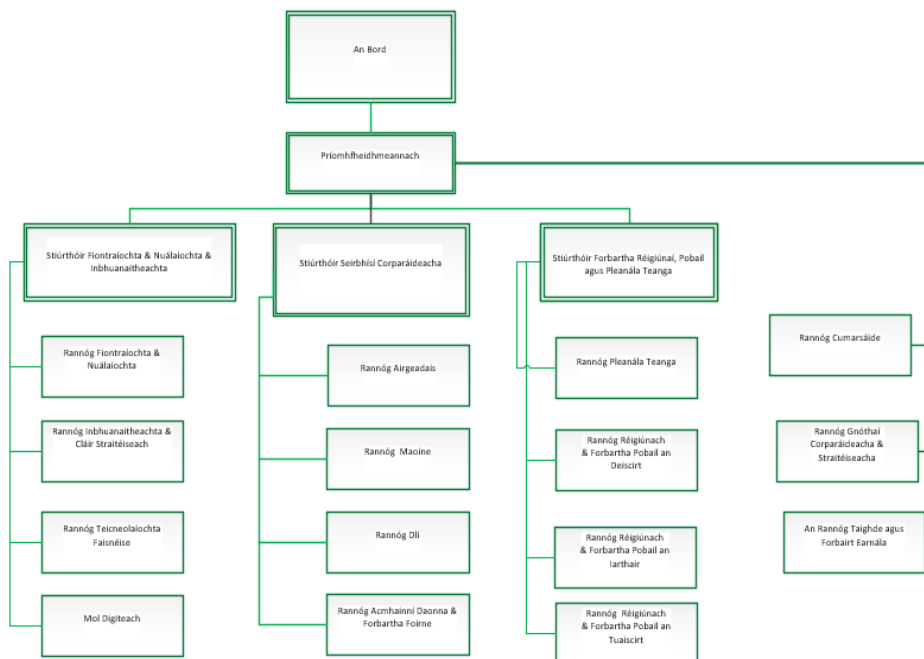 An Bord
Príomhfheidhmeannach
Stiúrthóir Fiontraíochta & Nuálaíochta &
Inbhuanaitheachta
Stiúrthóir Seirbhísí Corparáideacha
Stiúrthóir Forbartha Réigiúnaí, Pobail
agus Pleanála Teanga
Rannóg Fiontraíochta &
Nuálaíochta
Rannóg Inbhuanaitheachta &
Cláir Straitéiseach
Rannóg Teicneolaíochta
Faisnéise
Mol Digiteach
Rannóg Airgeadais
Rannóg Maoine
Rannóg Dlí
Rannóg Acmhainní Daonna &
Forbartha Foirne
Rannóg Pleanála Teanga
Rannóg Réigiúnach
& Forbartha Pobail an
Deiscirt
Rannóg Réigiúnach
& Forbartha Pobail an
Iarthair
Rannóg Réigiúnach
& Forbartha Pobail an
Tuaiscirt
Rannóg Cumarsáide
Rannóg Gnóthaí
Corparáideacha &
Straitéiseacha
An Rannóg Taighde agus
Forbairt Earnála